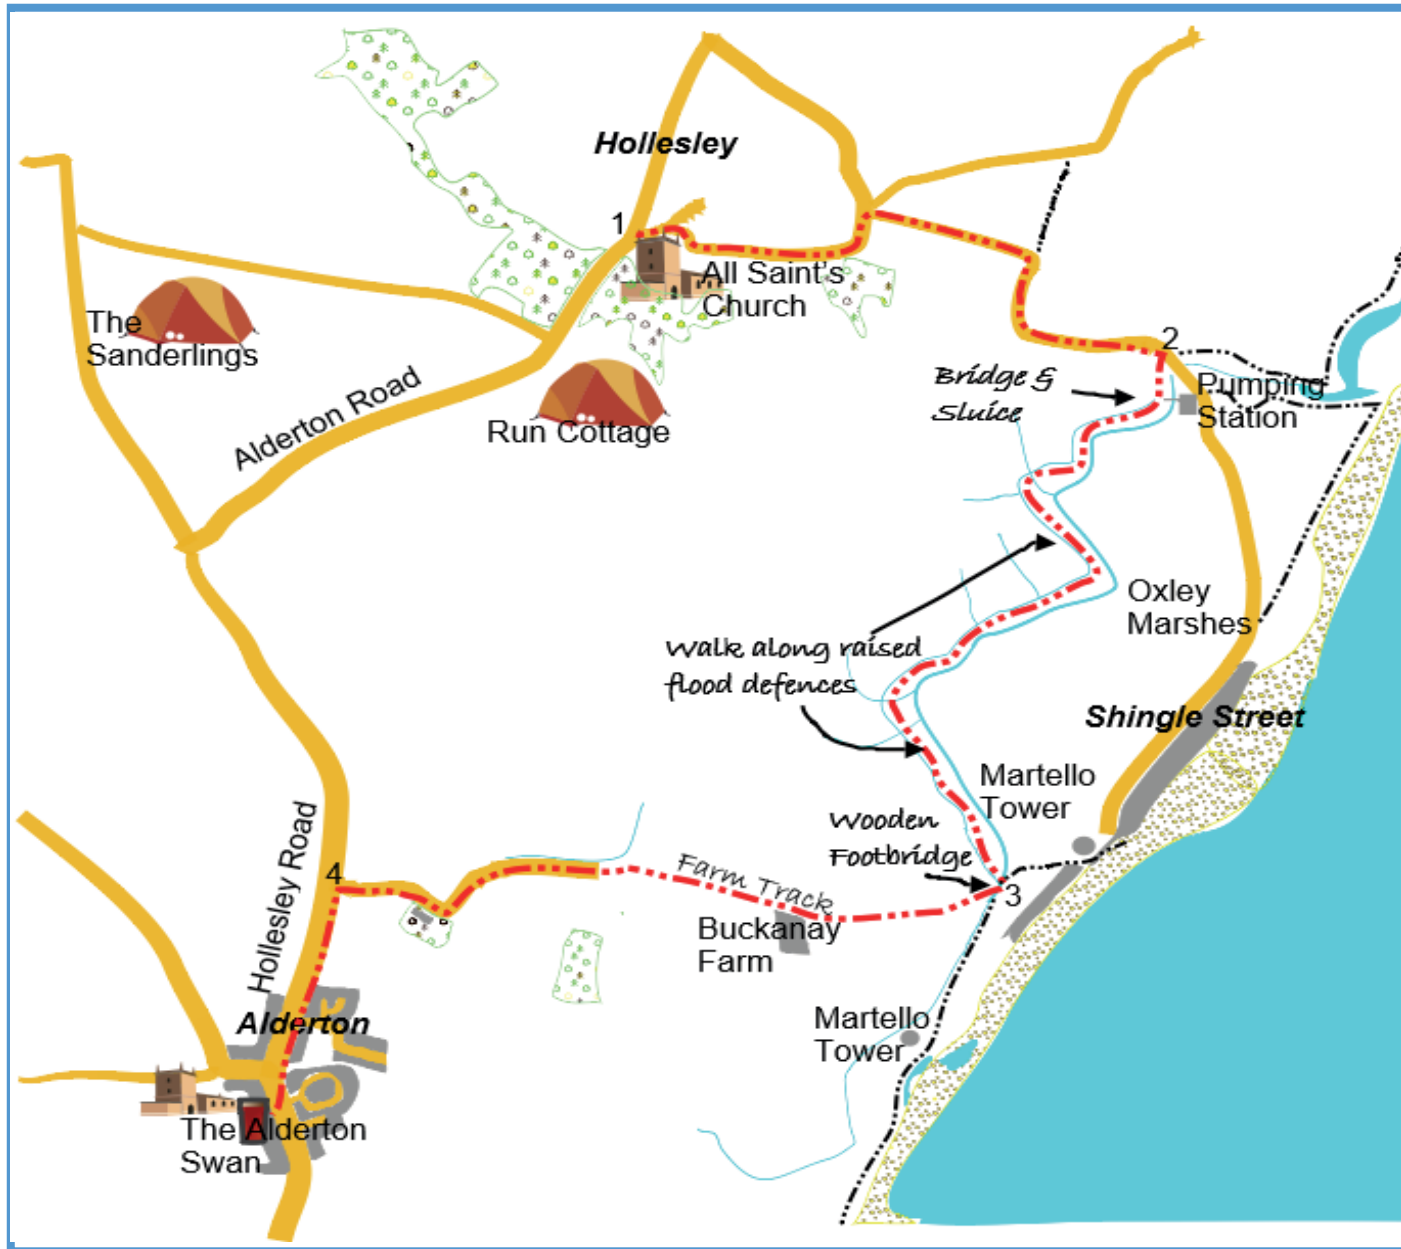 Hollesley
1
All Saint's
Church
The
Sanderlings
2
Bridge &
Sluice
Pumping
Station
Alderton Road
Run Cottage
Oxley
Marshes
Walk along raised
flood defences
Shingle Street
Martello
Tower
Wooden
Footbridge
Hollesley Road
4
Farm Track
3
Buckanay
Farm
Alderton
Martello
Tower
The Alderton
Swan